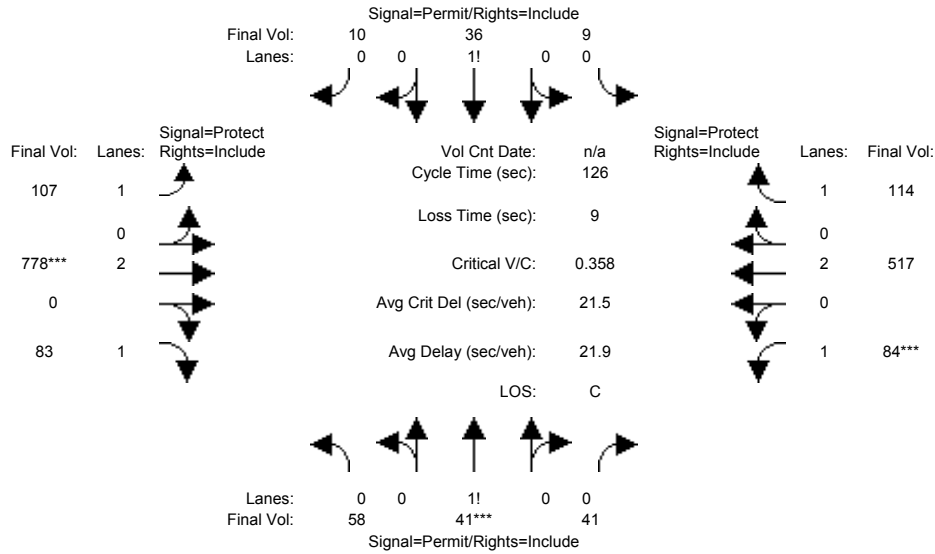 Signal=Permit/Rights=Include
Final Vol: 10 36 9
Lanes: 0 0 1! 0 0
Signal=Protect Signal=Protect
Final Vol: Lanes: Rights=Include Vol Cnt Date: n/a Rights=Include Lanes: Final Vol:
Cycle Time (sec): 126
107 1 1 114
Loss Time (sec): 9
0 0
778*** 2 Critical V/C: 0.358 2 517
0 Avg Crit Del (sec/veh): 21.5 0
83 1 Avg Delay (sec/veh): 21.9 1 84***
LOS: C
Lanes: 0 0 1! 0 0
Final Vol: 58 41*** 41
Signal=Permit/Rights=Include